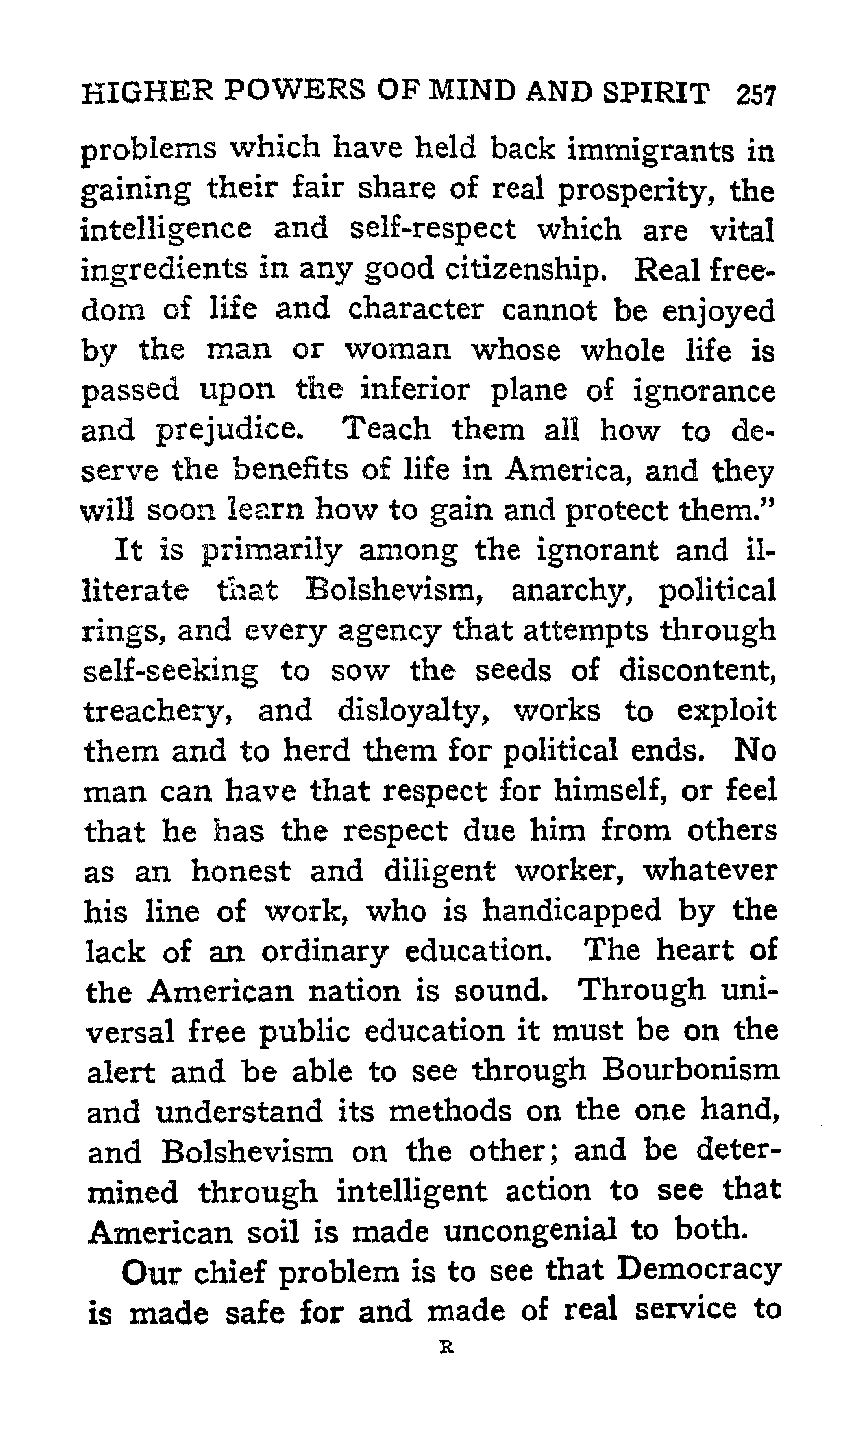 HIGHER POWERS OF MIND AND SPIRIT 257
problems which have held back immigrants in
gaining their fair share of real prosperity, the
intelligence and self-respect which are vital
ingredients in any good citizenship. Real free-
dom of life and character cannot be enjoyed
by the man or woman whose whole life is
passed upon the inferior plane of ignorance
and prejudice. Teach them all how to de-
serve the benefits of life in America, and they
will soon learn how to gain and protect them."
It is primarily among the ignorant and il-
literate that Bolshevism, anarchy, political
rings, and every agency that attempts through
self-seeking to sow the seeds of discontent,
treachery, and disloyalty, works to exploit
them and to herd them for political ends. No
man can have that respect for himself, or feel
that he has the respect due him from others
as an honest and diligent worker, whatever
his line of work, who is handicapped by the
lack of an ordinary education. The heart of
the American nation is sound. Through uni-
versal free public education it must be on the
alert and be able to see through Bourbonism
and understand its methods on the one hand,
and Bolshevism on the other; and be deter-
mined through intelligent action to see that
American soil is made uncongenial to both.
Our chief problem is to see that Democracy
is made safe for and made of real service to
R